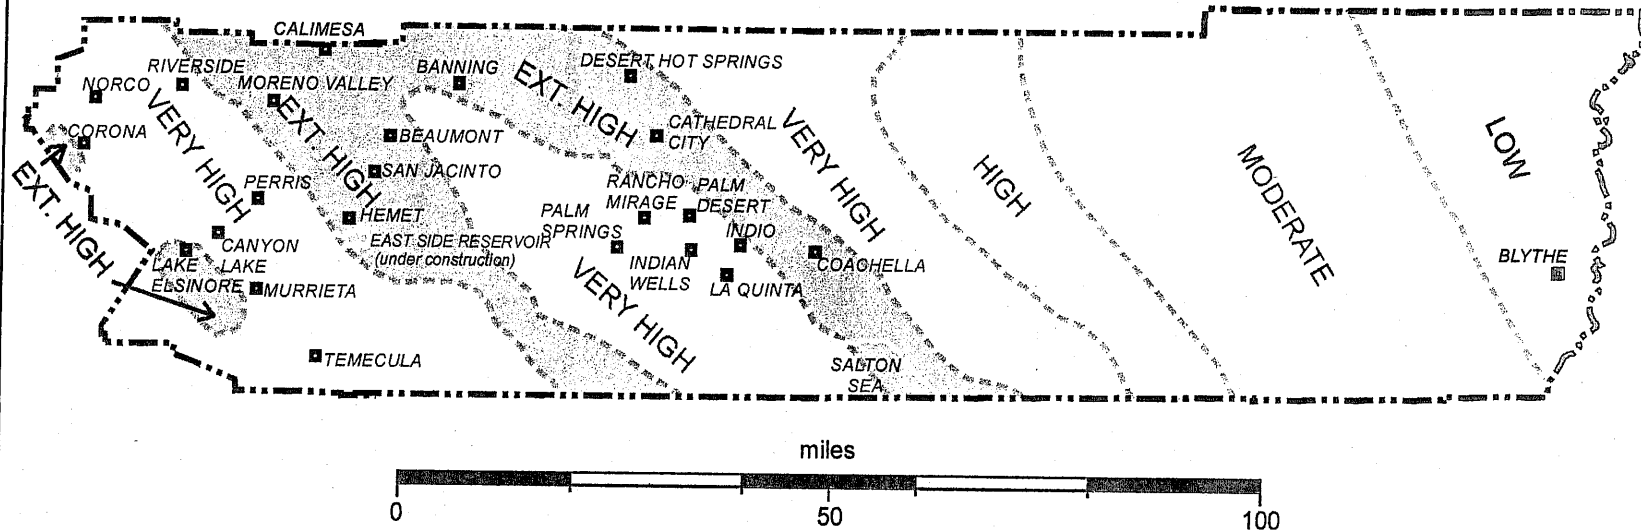 CALIMESA
RIVERSIDE
BANNING
DESERT HOT SPRINGS
NORCO
MORENO VALLEY
EXT. HIGH
CORONA
VERY HIGH
EXT. HIGH
BEAUMONT
CATHEDRAL
CITY
VERY HIGH
HIGH
MODERATE
LOW
EXT. HIGH
PERRIS
SAN JACINTO
RANCHO
MIRAGE
PALM
DESERT
HEMET
PALM
SPRINGS
INDIO
CANYON
LAKE
EAST SIDE RESERVOIR
(under construction)
LAKE
ELSINORE
MURRIETA
VERY HIGH
INDIAN
WELLS
LA QUINTA
COACHELLA
BLYTHE
TEMECULA
SALTON
SEA
miles
0
50
100